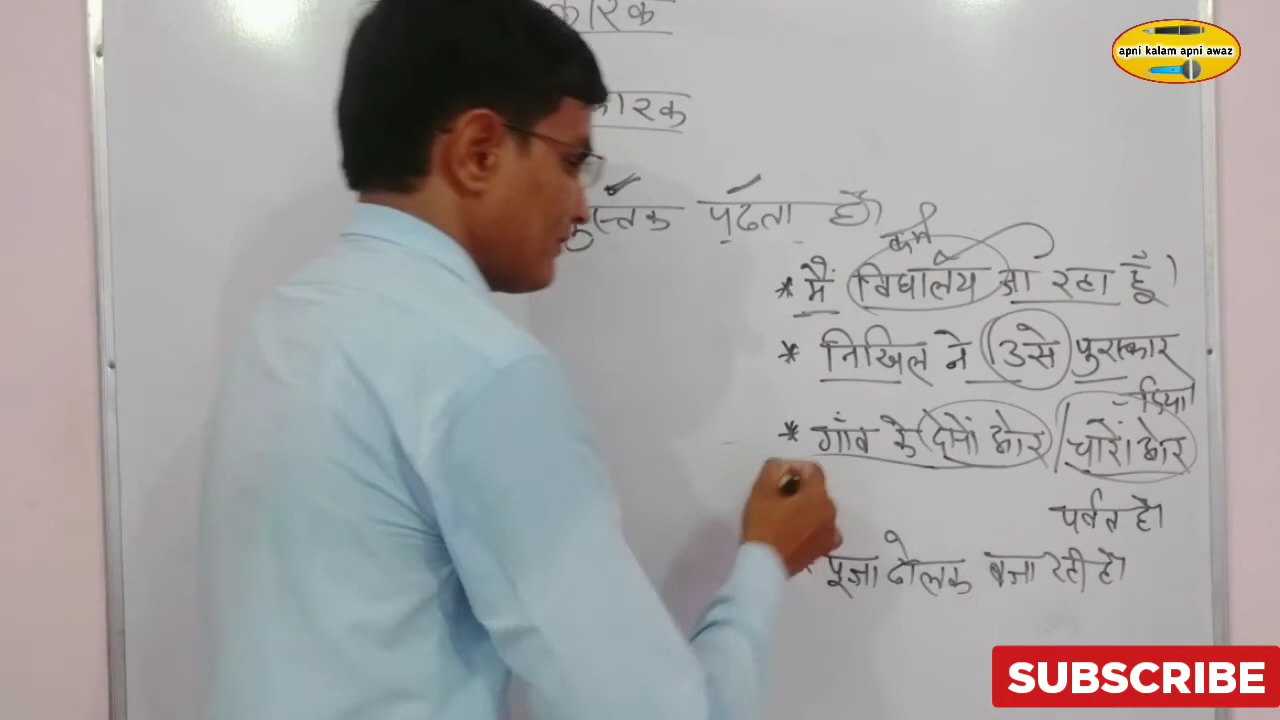 कारक
apni kalam apni awaz
कारक
पुस्तक पढता है।
कर्म
* मैं विद्यालय जा रहा हूँ।
* निखिल ने उसे पुरस्कार
- दिया
* गांव के दोनों ओर / चारों ओर
पर्वत है।
पूजा ढोलक बजा रही है।
SUBSCRIBE